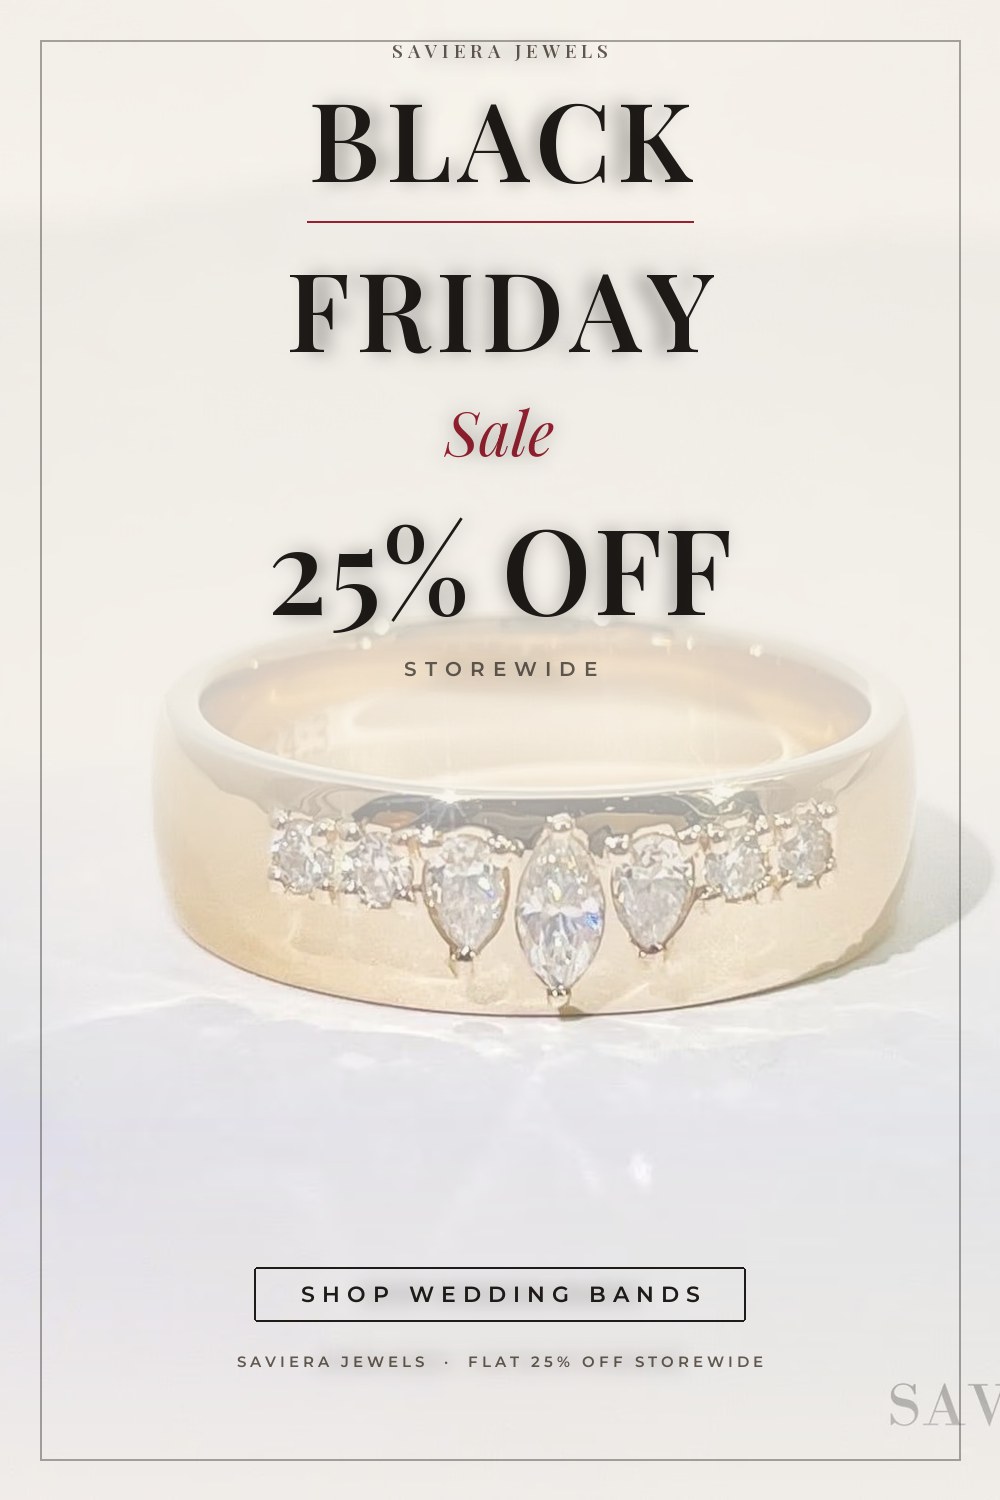 SAVIERA JEWELS
BLACK
FRIDAY
Sale
25% OFF
STOREWIDE
SHOP WEDDING BANDS
SAVIERA JEWELS · FLAT 25% OFF STOREWIDE
SAV